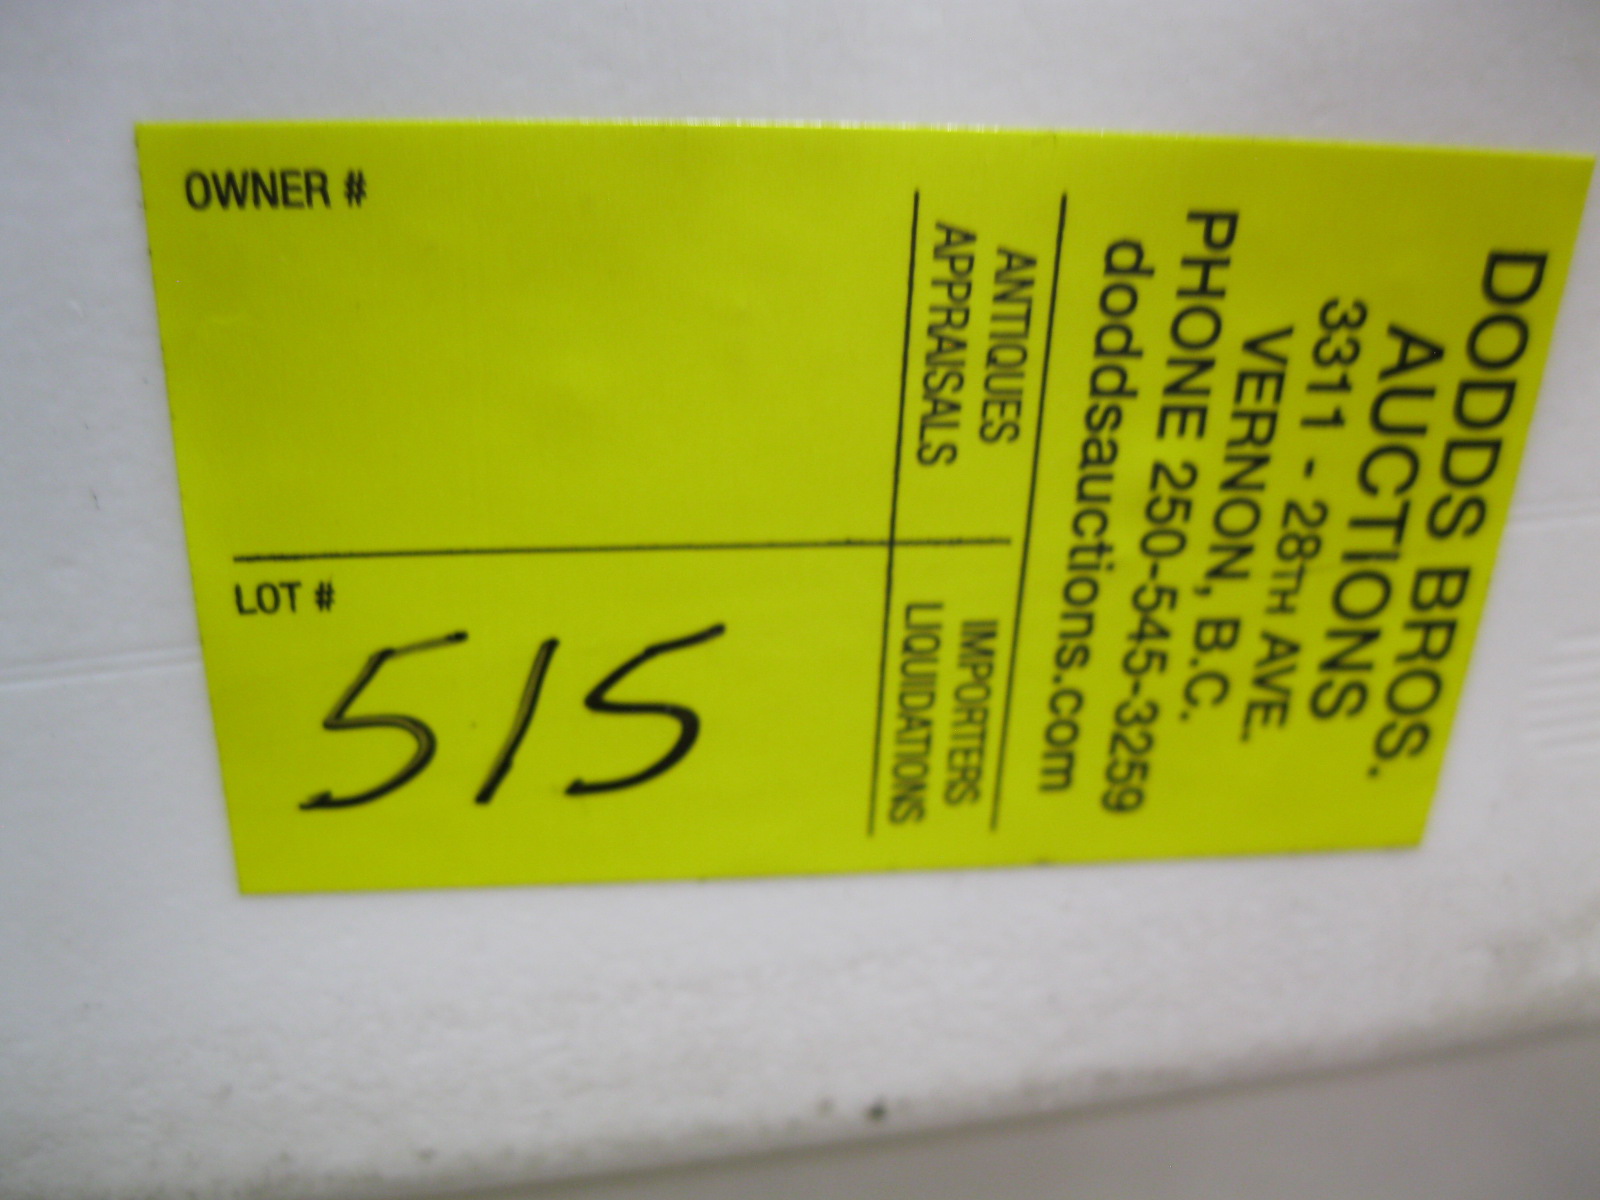 DODDS BROS.
AUCTIONS
3311 - 28TH AVE.
VERNON, B.C.
PHONE 250-545-3259
doddsauctions.com
ANTIQUES
APPRAISALS
IMPORTERS
LIQUIDATIONS
OWNER #
LOT #
515